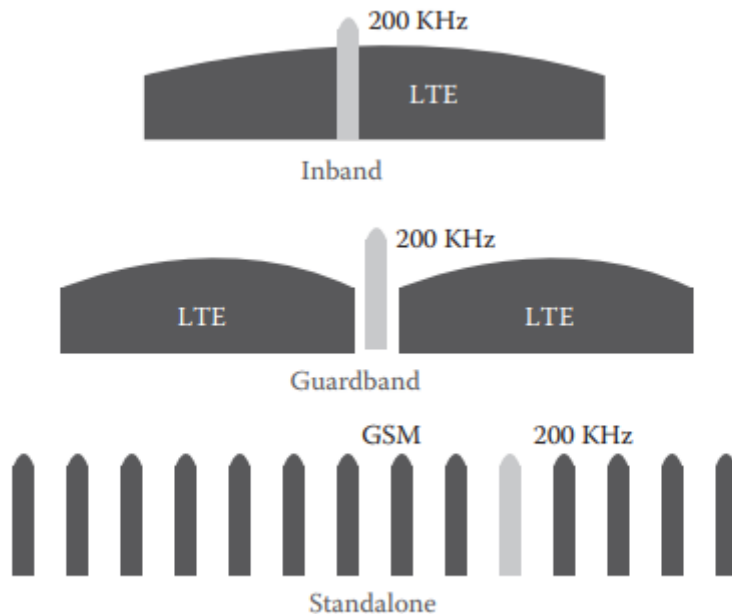 200 KHz
LTE
Inband
200 KHz
LTE LTE
Guardband
GSM 200 KHz
Standalone